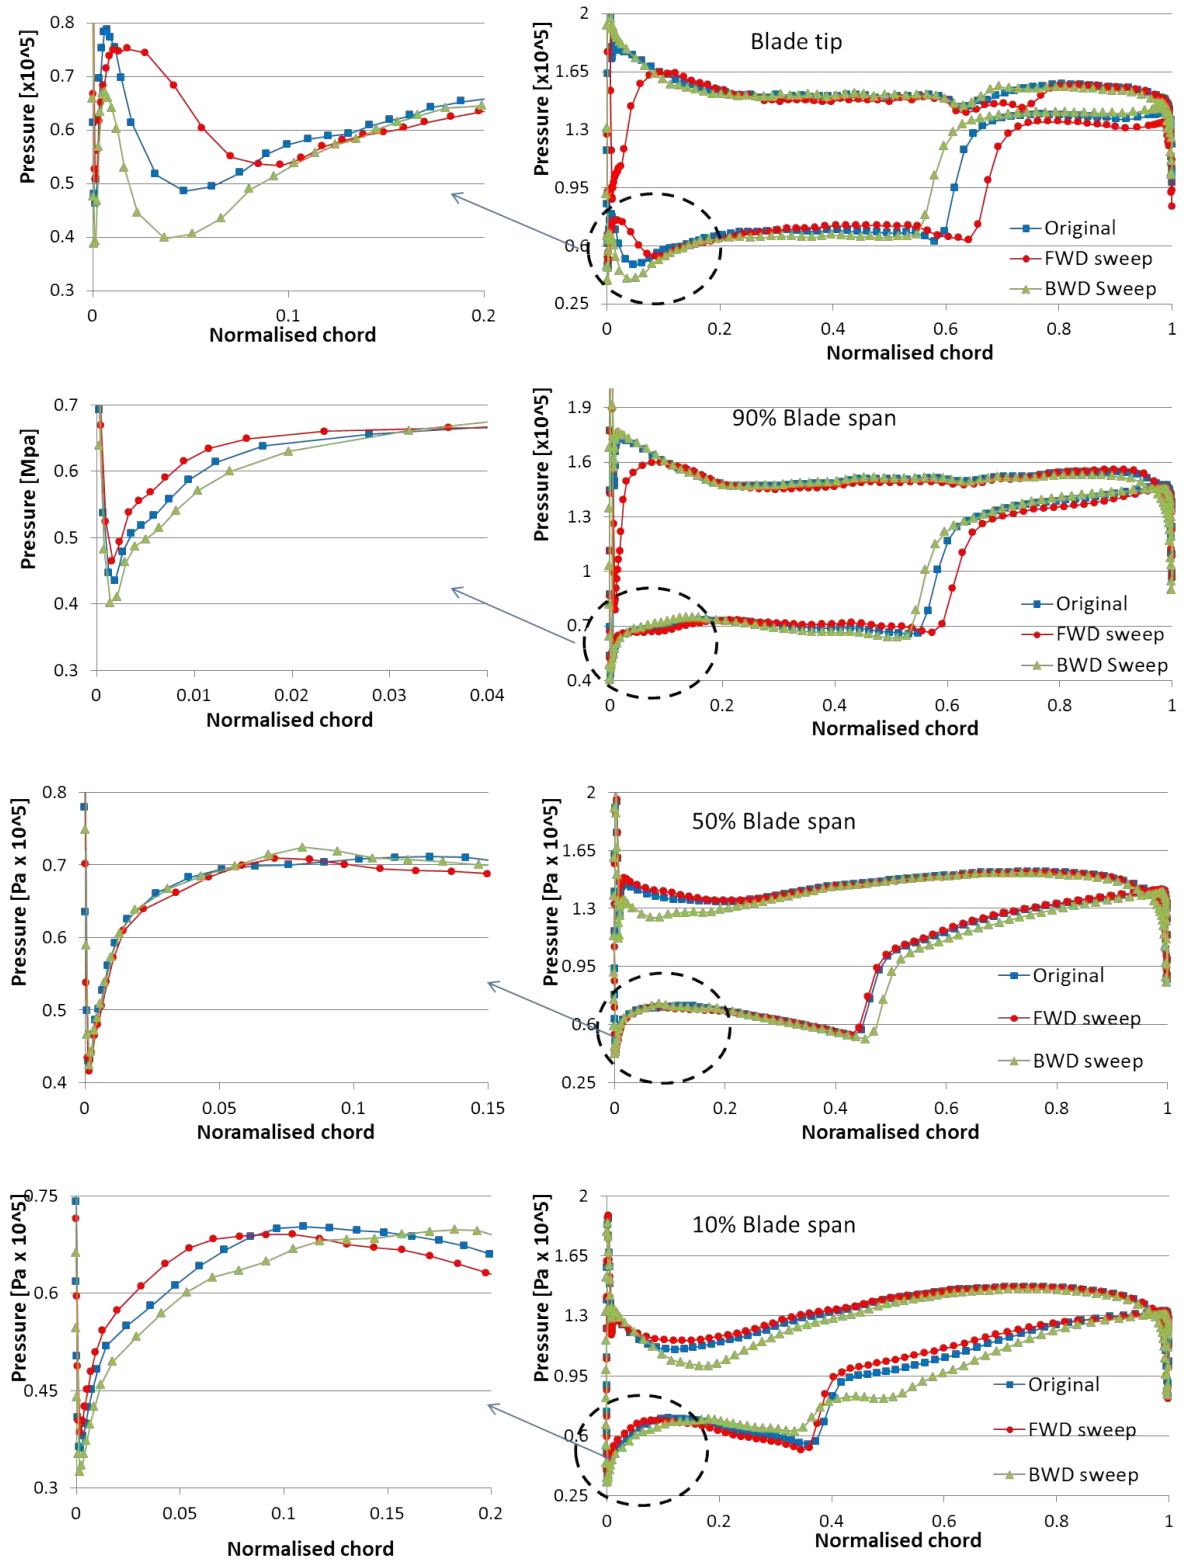 Pressure [x10^5]
0.8
0.7
0.6
0.5
0.4
0.3
0
0.1
0.2
Normalised chord
Pressure [x10^5]
2
1.65
1.3
0.95
0.6
0.25
Blade tip
Original
FWD sweep
BWD Sweep
0
0.2
0.4
0.6
0.8
1
Normalised chord
Pressure [Mpa]
0.7
0.6
0.5
0.4
0.3
0
0.01
0.02
0.03
0.04
Normalised chord
Pressure [x10^5]
1.9
1.6
1.3
1
0.7
0.4
90% Blade span
Original
FWD sweep
BWD Sweep
0
0.2
0.4
0.6
0.8
1
Normalised chord
Pressure [Pa x 10^5]
0.8
0.7
0.6
0.5
0.4
0
0.05
0.1
0.15
Noramalised chord
Pressure [Pa x 10^5]
2
1.65
1.3
0.95
0.6
0.25
50% Blade span
Original
FWD sweep
BWD sweep
0
0.2
0.4
0.6
0.8
1
Noramalised chord
Pressure [Pa x 10^5]
0.75
0.6
0.45
0.3
0
0.05
0.1
0.15
0.2
Normalised chord
Pressure [Pa x 10^5]
2
1.65
1.3
0.95
0.6
0.25
10% Blade span
Original
FWD sweep
BWD sweep
0
0.2
0.4
0.6
0.8
1
Normalised chord